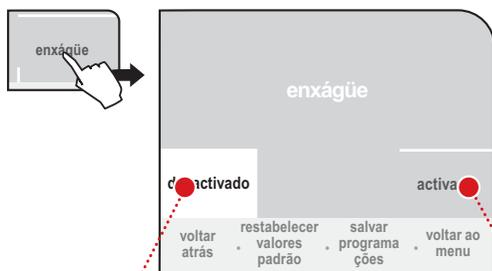 enxágüe
enxágüe
voltar
atrás
restabelecer
valores
padrão
salvar
programa
ções
voltar ao
menu